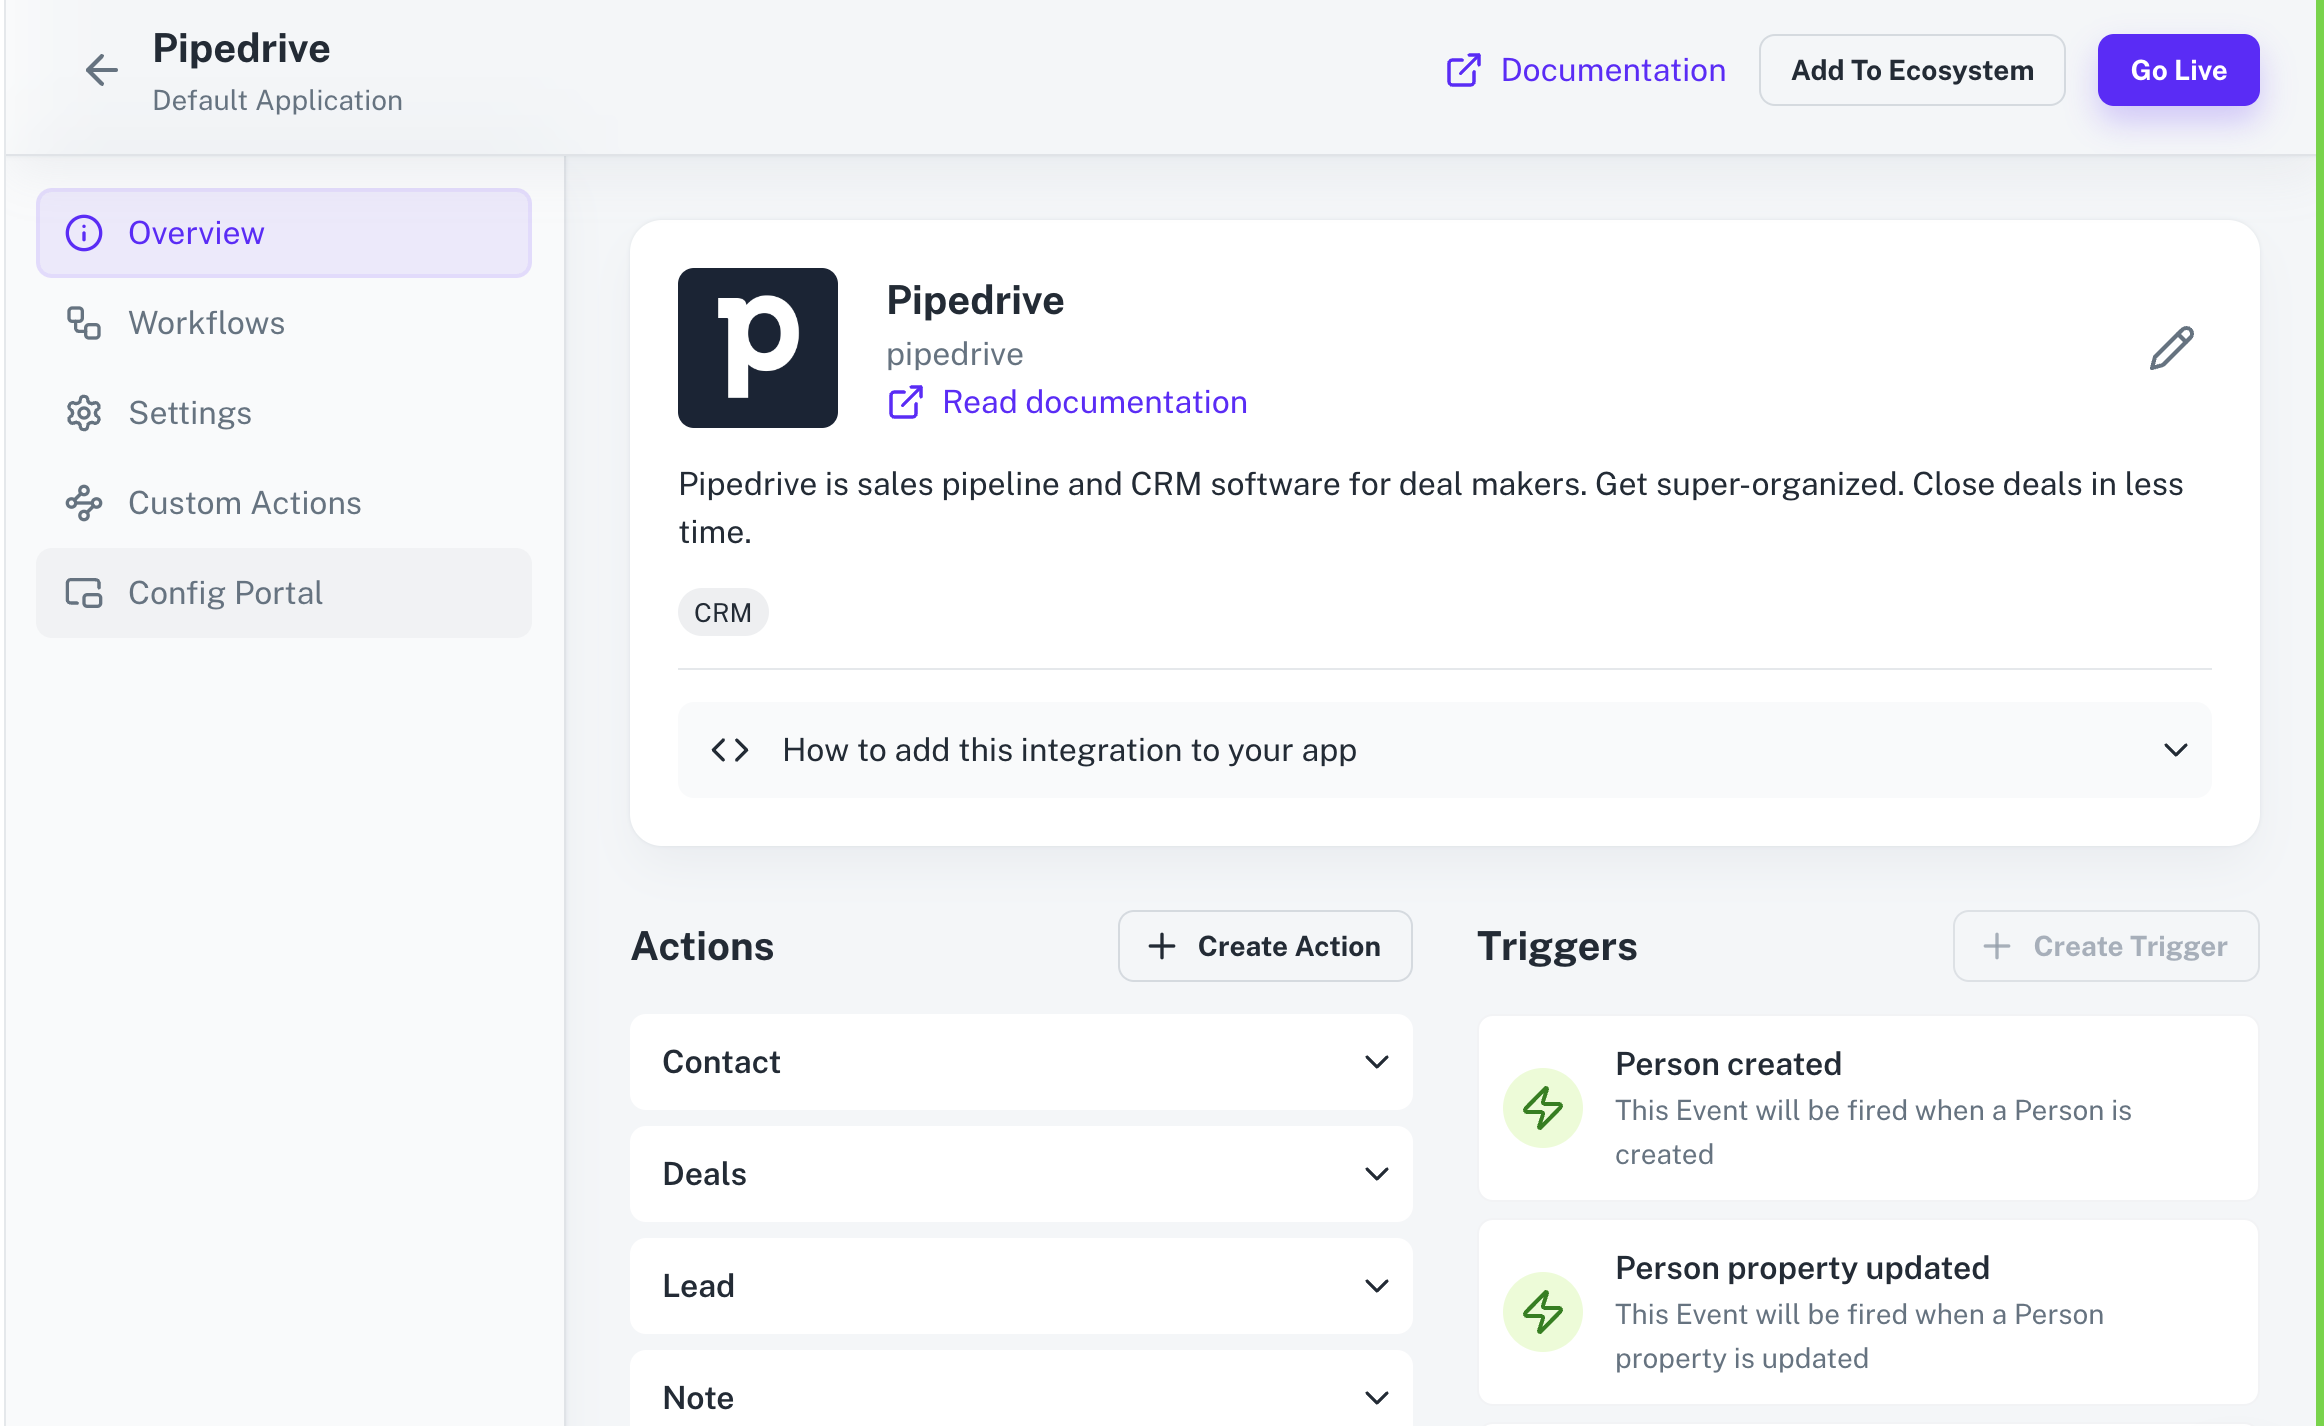 Pipedrive
Default Application
Documentation
Add To Ecosystem
Go Live
Overview
Workflows
Settings
Custom Actions
Config Portal
p
Pipedrive
pipedrive
Read documentation
Pipedrive is sales pipeline and CRM software for deal makers. Get super-organized. Close deals in less
time.
CRM
How to add this integration to your app
Actions
Create Action
Contact
Deals
Lead
Note
Triggers
Create Trigger
Person created
This Event will be fired when a Person is
created
Person property updated
This Event will be fired when a Person
property is updated